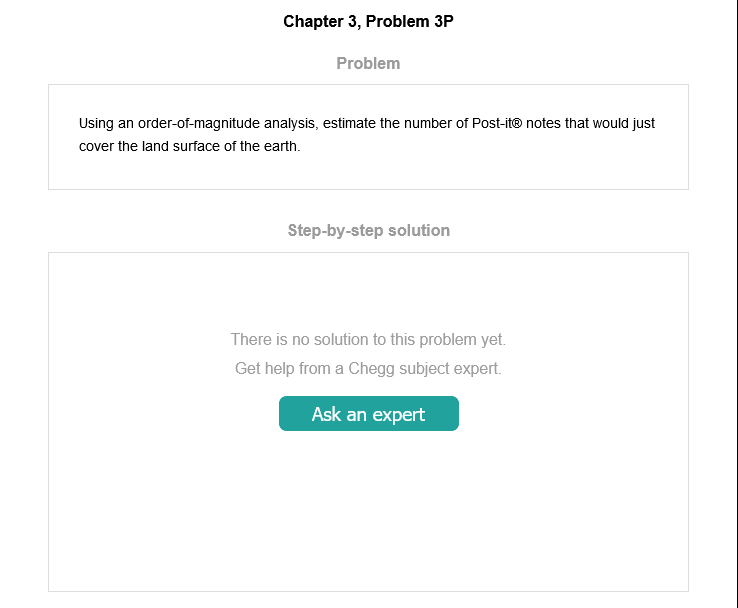 Chapter 3, Problem 3P
Problem
Using an order-of-magnitude analysis, estimate the number of Post-it® notes that would just
cover the land surface of the earth.
Step-by-step solution
There is no solution to this problem yet.
Get help from a Chegg subject expert.
Ask an expert